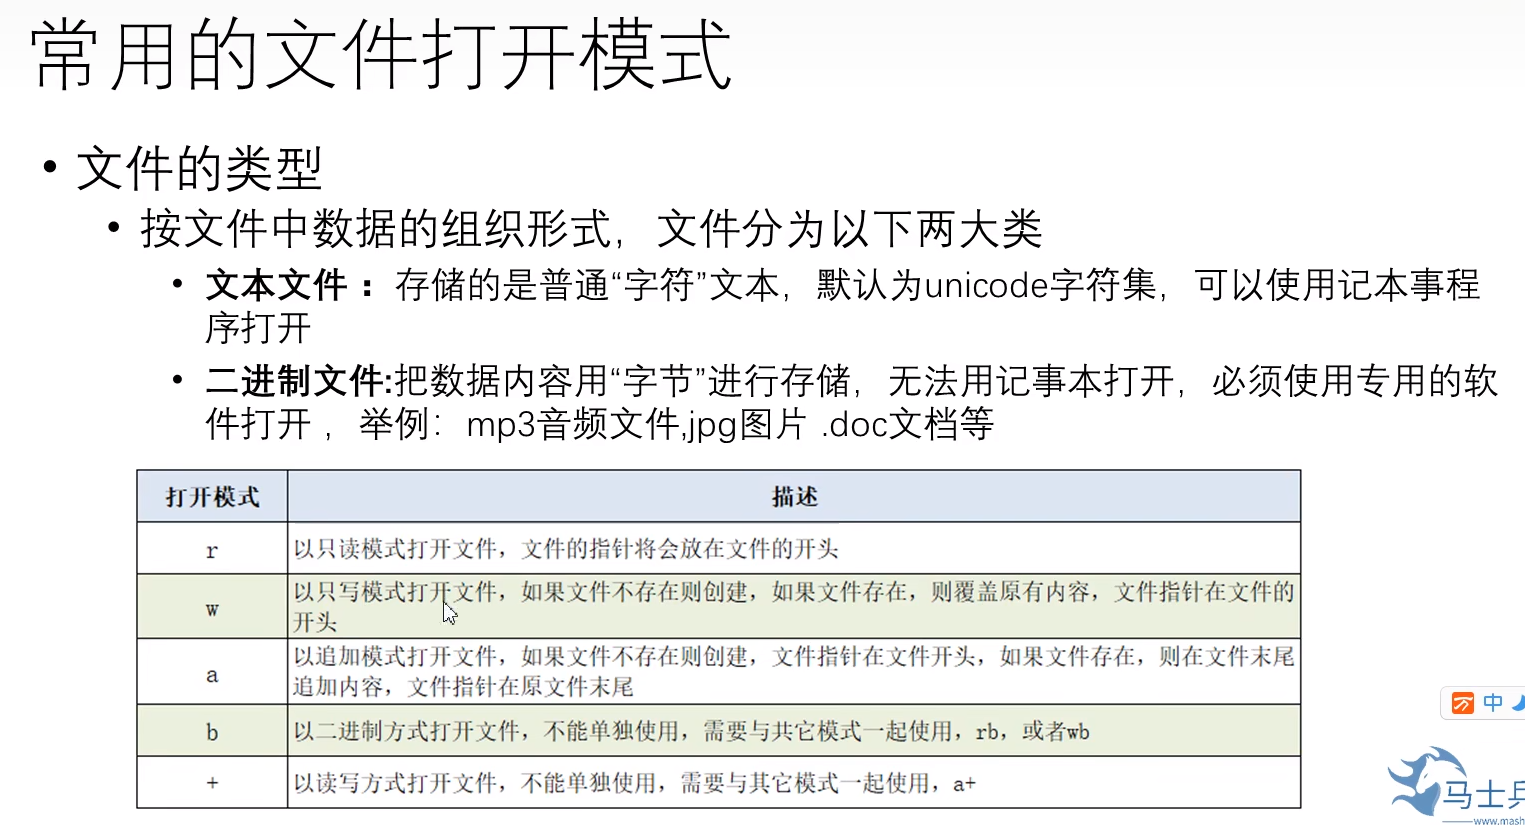 常用的文件打开模式
• 文件的类型
• 按文件中数据的组织形式，文件分为以下两大类
• 文本文件 ：存储的是普通“字符”文本，默认为unicode字符集，可以使用记本事程
序打开
• 二进制文件:把数据内容用“字节”进行存储，无法用记事本打开，必须使用专用的软
件打开 ，举例：mp3音频文件,jpg图片 .doc文档等
打开模式 描述
r 以只读模式打开文件，文件的指针将会放在文件的开头
w 以只写模式打开文件，如果文件不存在则创建，如果文件存在，则覆盖原有内容，文件指针在文件的
开头
a 以追加模式打开文件，如果文件不存在则创建，文件指针在文件开头，如果文件存在，则在文件末尾
追加内容，文件指针在原文件末尾
b 以二进制方式打开文件，不能单独使用，需要与共它模式一起使用，rb，或者wb
+ 以读写方式打开文件，不能单独使用，需要与其它模式一起使用，a+
中
马士兵
www.mash